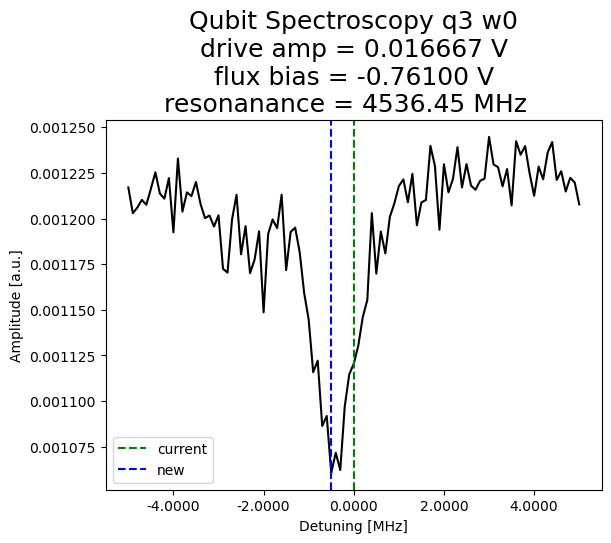 Qubit Spectroscopy q3 w0
drive amp = 0.016667 V
flux bias = -0.76100 V
resonanance = 4536.45 MHz
0.001250
0.001225
0.001200
0.001175
0.001150
0.001125
0.001100
0.001075
Amplitude [a.u.]
current
new
-4.0000 -2.0000 0.0000 2.0000 4.0000
Detuning [MHz]